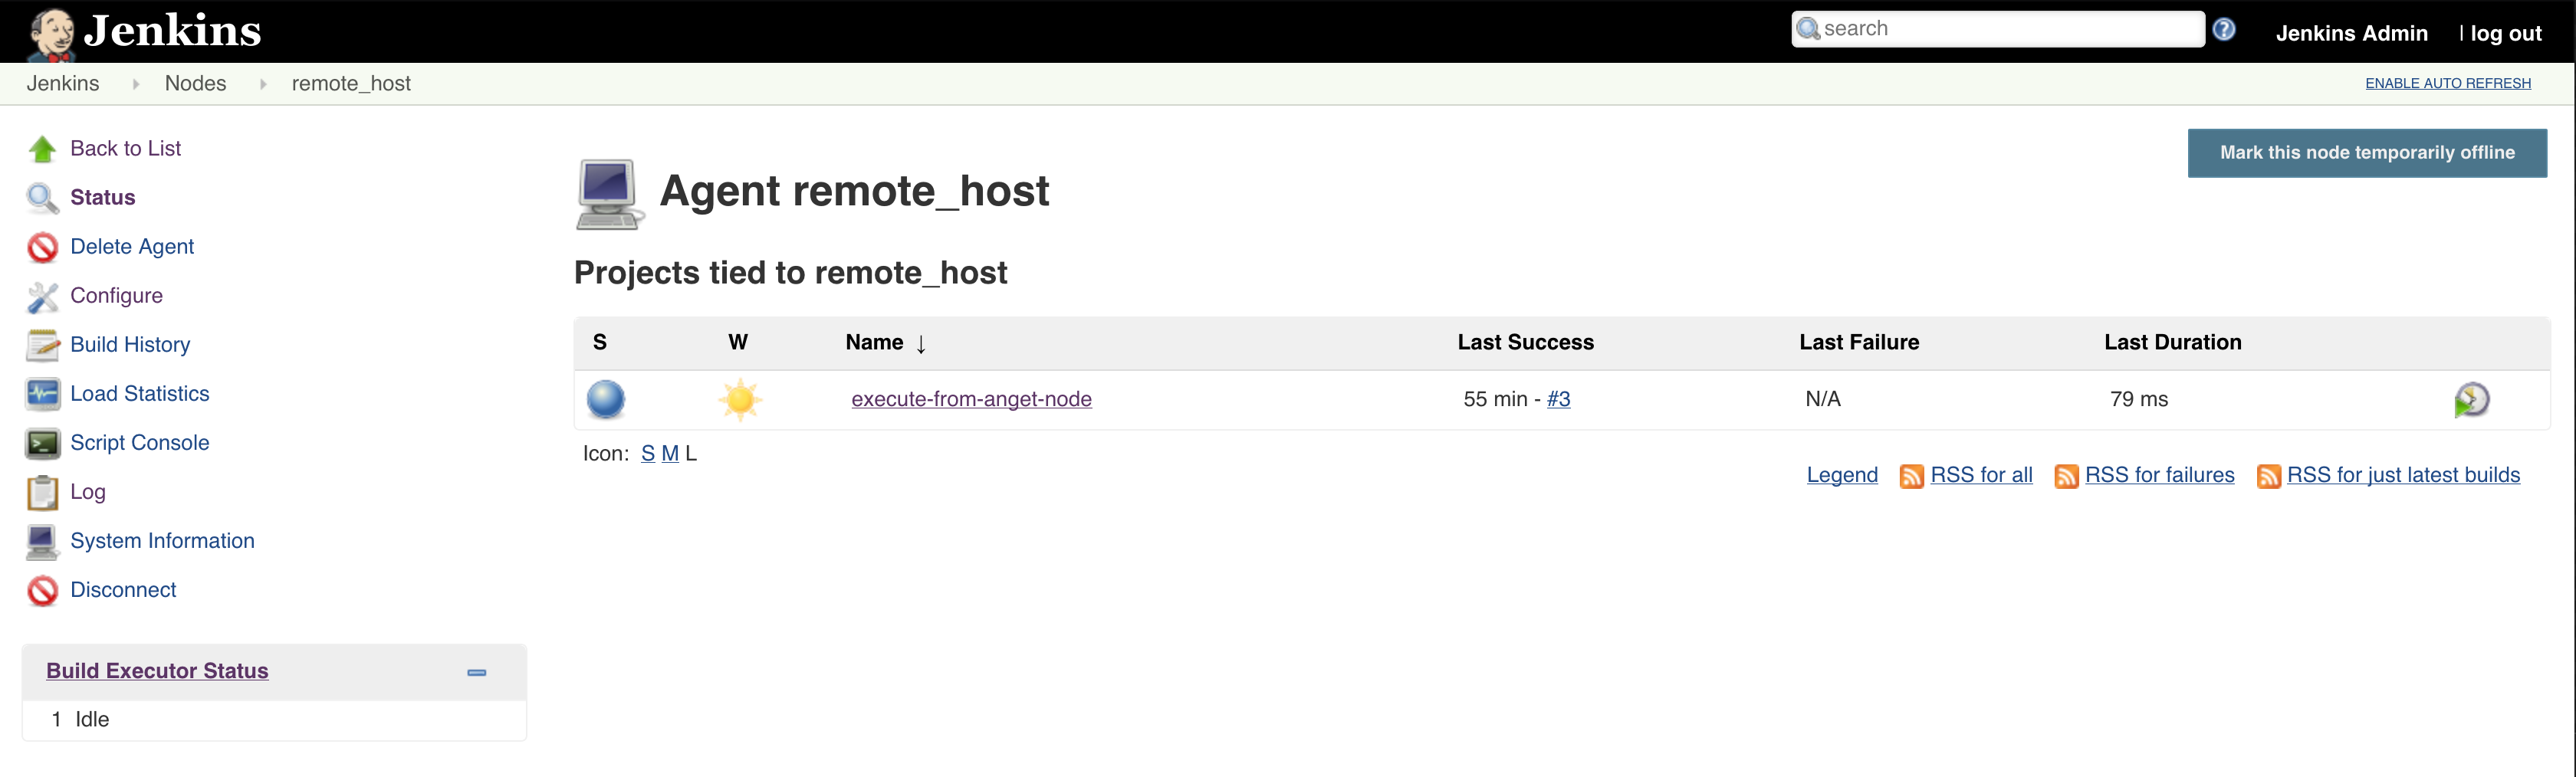 Jenkins
search
Jenkins Admin | log out
Jenkins Nodes remote_host
ENABLE AUTO REFRESH
Back to List
Status
Delete Agent
Configure
Build History
Load Statistics
Script Console
Log
System Information
Disconnect
Build Executor Status
1 Idle
Mark this node temporarily offline
Agent remote_host
Projects tied to remote_host
S W Name ↓ Last Success Last Failure Last Duration
execute-from-anget-node 55 min - #3 N/A 79 ms
Icon: S M L
Legend RSS for all RSS for failures RSS for just latest builds